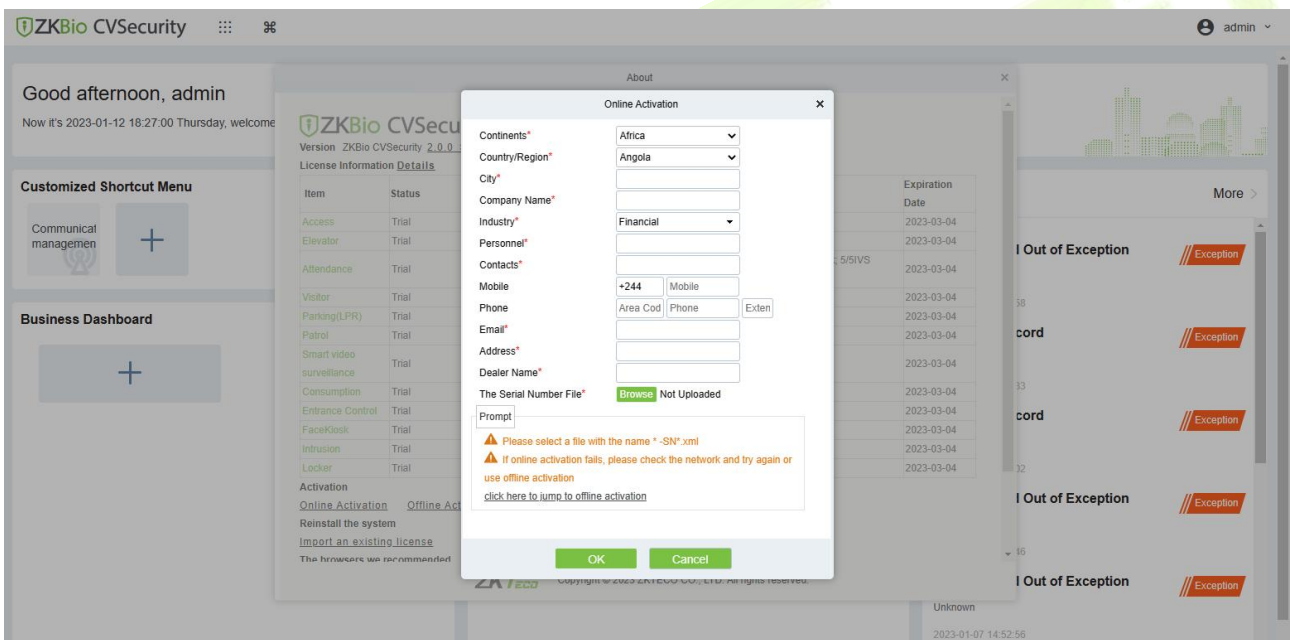 ZKBio CVSecurity
admin
About
Good afternoon, admin
Now it's 2023-01-12 18:27:00 Thursday, welcome
Customized Shortcut Menu
Communicat
managemen
Business Dashboard
ZKBio CVSecu
Version ZKBio CVSecurity 2.0.0
License Information Details
Item Status Expiration Date
Access Trial 2023-03-04
Elevator Trial 2023-03-04
Attendance Trial 5/5IVS 2023-03-04
Visitor Trial 2023-03-04
Parking(LPR) Trial 2023-03-04
Patrol Trial 2023-03-04
Smart video surveillance Trial 2023-03-04
Consumption Trial 2023-03-04
Entrance Control Trial 2023-03-04
FaceKiosk Trial 2023-03-04
Intrusion Trial 2023-03-04
Locker Trial 2023-03-04
Activation
Online Activation Offline Act
Reinstall the system
Import an existing license
The browsers we recommended
Online Activation
Continents* Africa
Country/Region* Angola
City*
Company Name*
Industry* Financial
Personnel*
Contacts*
Mobile +244 Mobile
Phone Area Cod Phone Exten
Email*
Address*
Dealer Name*
The Serial Number File* Browse Not Uploaded
Prompt
Please select a file with the name * -SN*.xml
If online activation fails, please check the network and try again or
use offline activation
click here to jump to offline activation
OK Cancel
ZKTECO Copyright © 2023 ZKTECO CO., LTD. All rights reserved.
More
l Out of Exception
Exception
58
cord
Exception
33
cord
Exception
02
l Out of Exception
Exception
46
l Out of Exception
Exception
Unknown
2023-01-07 14:52:56